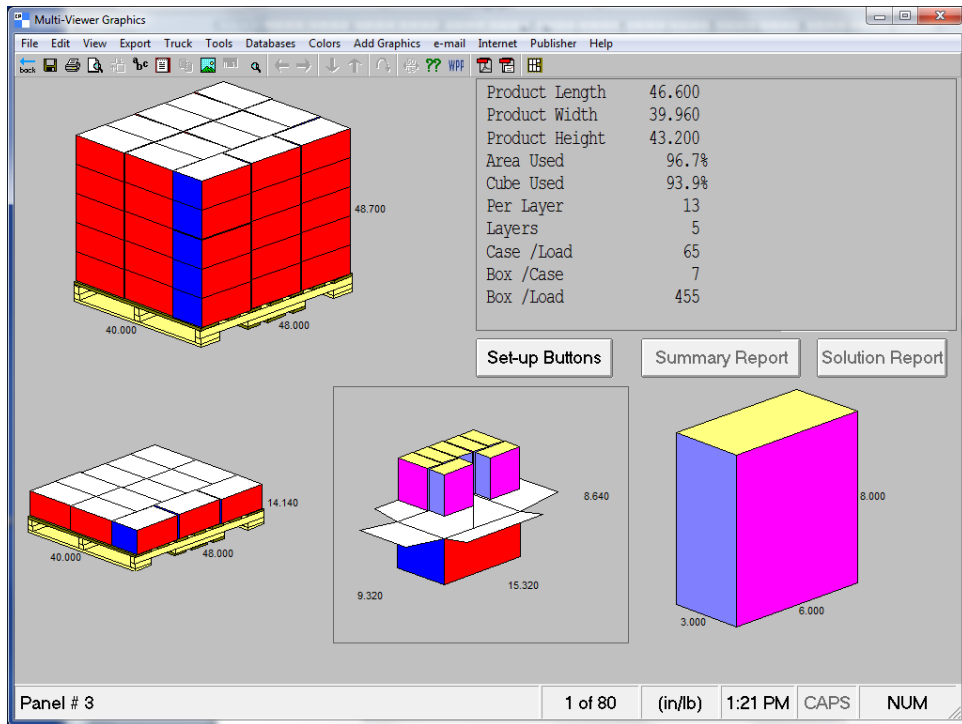 Multi-Viewer Graphics
File Edit View Export Truck Tools Databases Colors Add Graphics e-mail Internet Publisher Help
back abc ?? WPF
Product Length 46.600
Product Width 39.960
Product Height 43.200
Area Used 96.7%
Cube Used 93.9%
Per Layer 13
Layers 5
Case /Load 65
Box /Case 7
Box /Load 455
48.700
40.000
48.000
Set-up Buttons Summary Report Solution Report
14.140
40.000
48.000
8.640
9.320
15.320
8.000
3.000
6.000
Panel # 3 1 of 80 (in/lb) 1:21 PM CAPS NUM